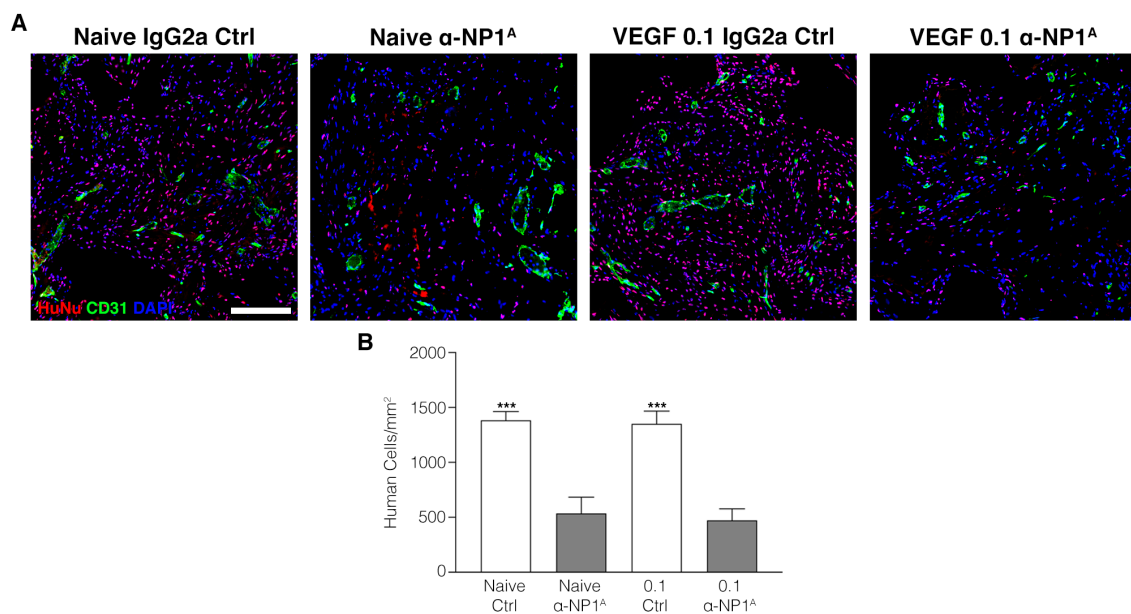 A
Naive IgG2a Ctrl
Naive α-NP1ᴬ
VEGF 0.1 IgG2a Ctrl
VEGF 0.1 α-NP1ᴬ
HuNu CD31 DAPI
B
Human Cells/mm²
2000
1500
1000
500
0
***
***
Naive
Ctrl
Naive
α-NP1ᴬ
0.1
Ctrl
0.1
α-NP1ᴬ